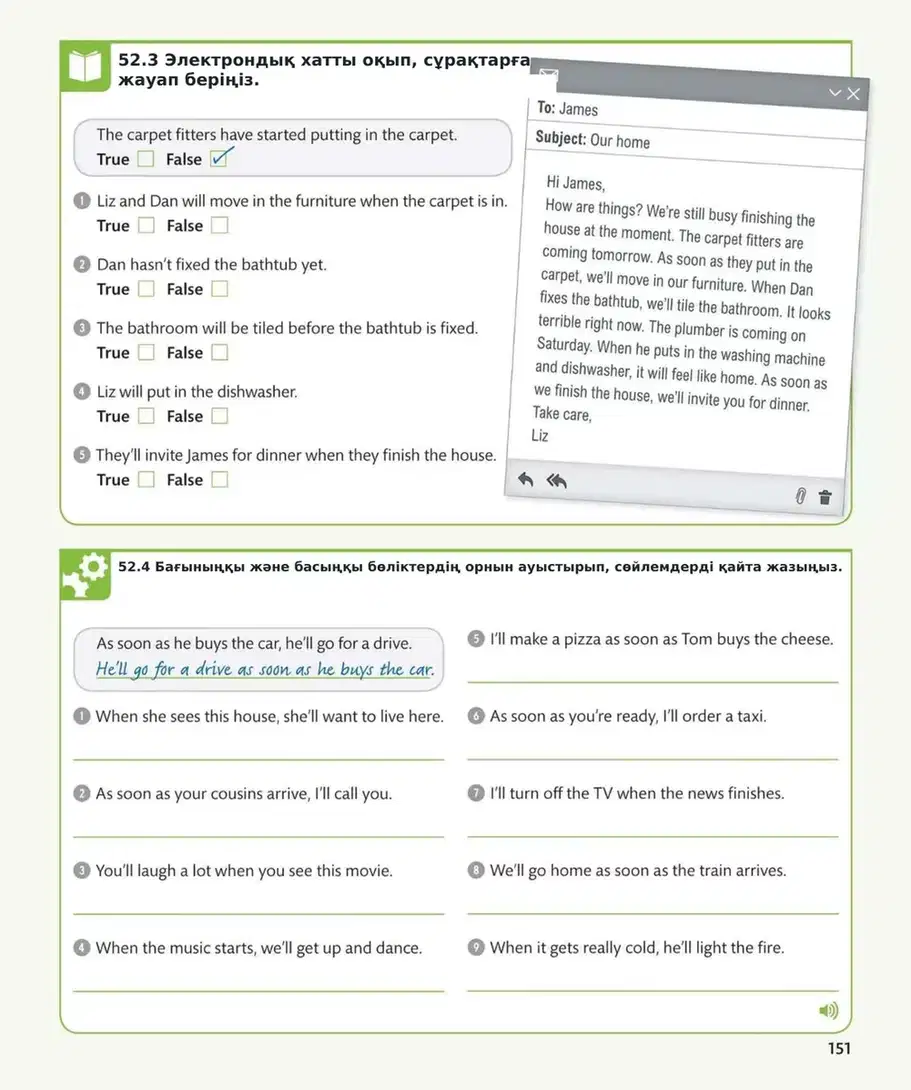 52.3 Электрондық хатты оқып, сұрақтарға
жауап беріңіз.
The carpet fitters have started putting in the carpet.
True False
1 Liz and Dan will move in the furniture when the carpet is in.
True False
2 Dan hasn't fixed the bathtub yet.
True False
3 The bathroom will be tiled before the bathtub is fixed.
True False
4 Liz will put in the dishwasher.
True False
5 They'll invite James for dinner when they finish the house.
True False
To: James
Subject: Our home
Hi James,
How are things? We're still busy finishing the
house at the moment. The carpet fitters are
coming tomorrow. As soon as they put in the
carpet, we'll move in our furniture. When Dan
fixes the bathtub, we'll tile the bathroom. It looks
terrible right now. The plumber is coming on
Saturday. When he puts in the washing machine
and dishwasher, it will feel like home. As soon as
we finish the house, we'll invite you for dinner.
Take care,
Liz
52.4 Бағыныңқы және басыңқы бөліктердің орнын ауыстырып, сөйлемдерді қайта жазыңыз.
As soon as he buys the car, he'll go for a drive.
He'll go for a drive as soon as he buys the car.
1 When she sees this house, she'll want to live here.
2 As soon as your cousins arrive, I'll call you.
3 You'll laugh a lot when you see this movie.
4 When the music starts, we'll get up and dance.
5 I'll make a pizza as soon as Tom buys the cheese.
6 As soon as you're ready, I'll order a taxi.
7 I'll turn off the TV when the news finishes.
8 We'll go home as soon as the train arrives.
9 When it gets really cold, he'll light the fire.
151